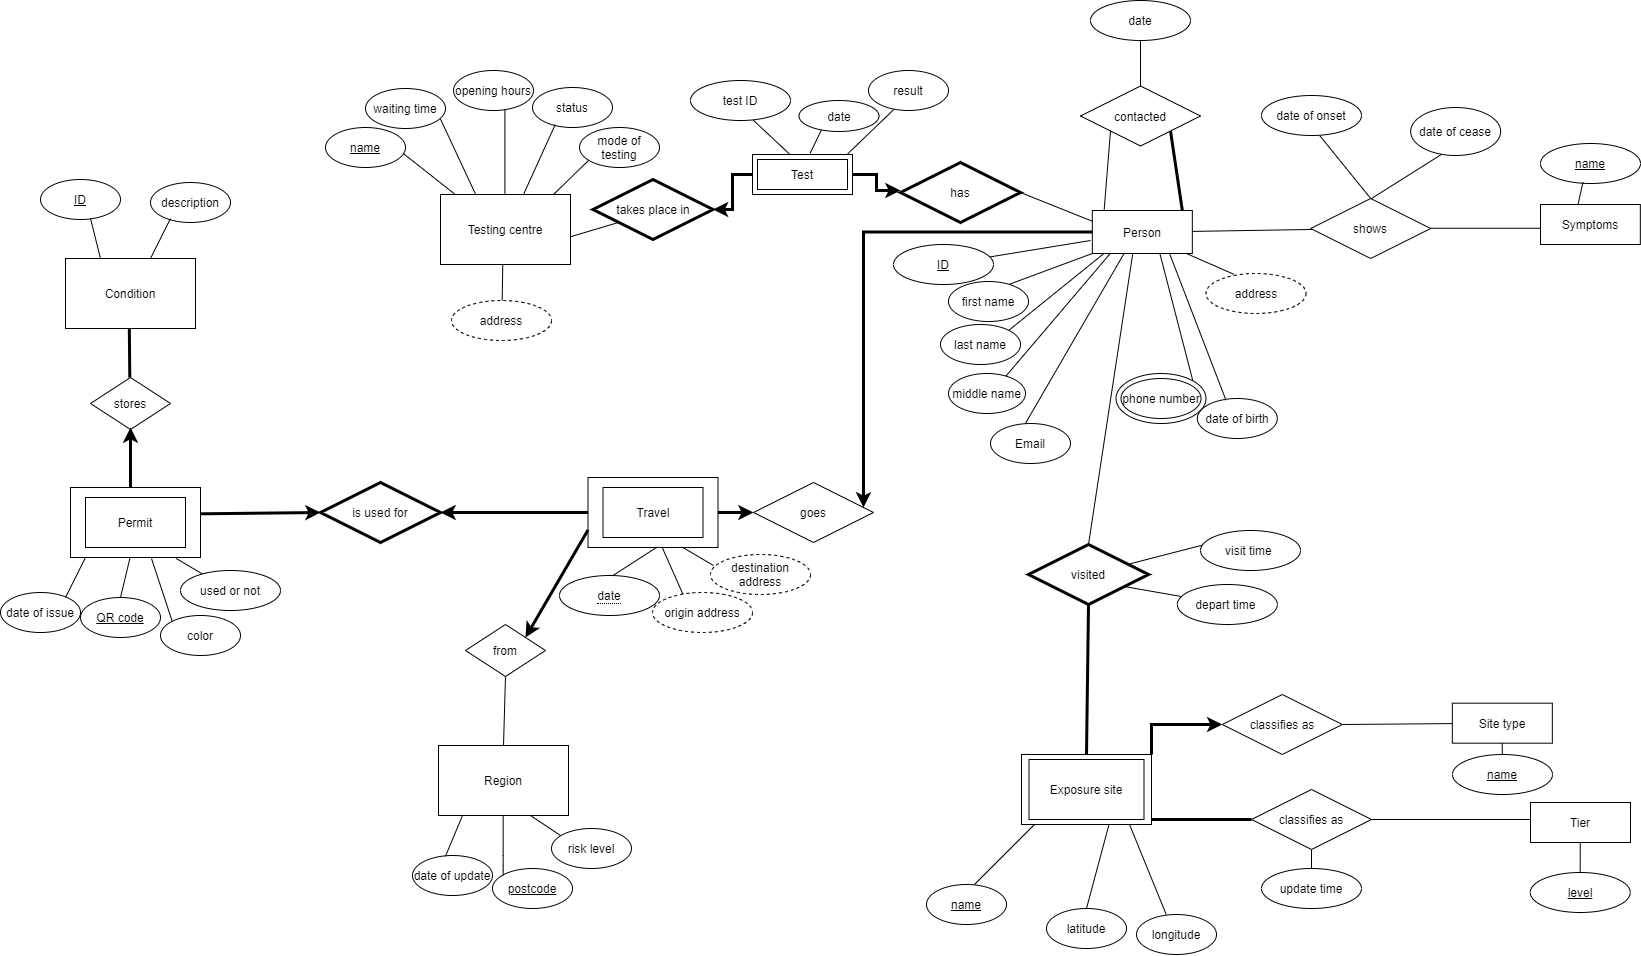 date
opening hours
result
test ID
waiting time
status
date
contacted
date of onset
date of cease
name
mode of
testing
name
Test
has
ID
description
takes place in
Testing centre
Person
shows
Symptoms
ID
address
Condition
first name
address
last name
middle name
phone number
stores
date of birth
Email
Permit
is used for
Travel
goes
destination
address
visited
visit time
used or not
date
origin address
depart time
date of issue
QR code
color
from
Region
classifies as
Site type
name
Exposure site
classifies as
Tier
risk level
date of update
postcode
update time
level
name
latitude
longitude